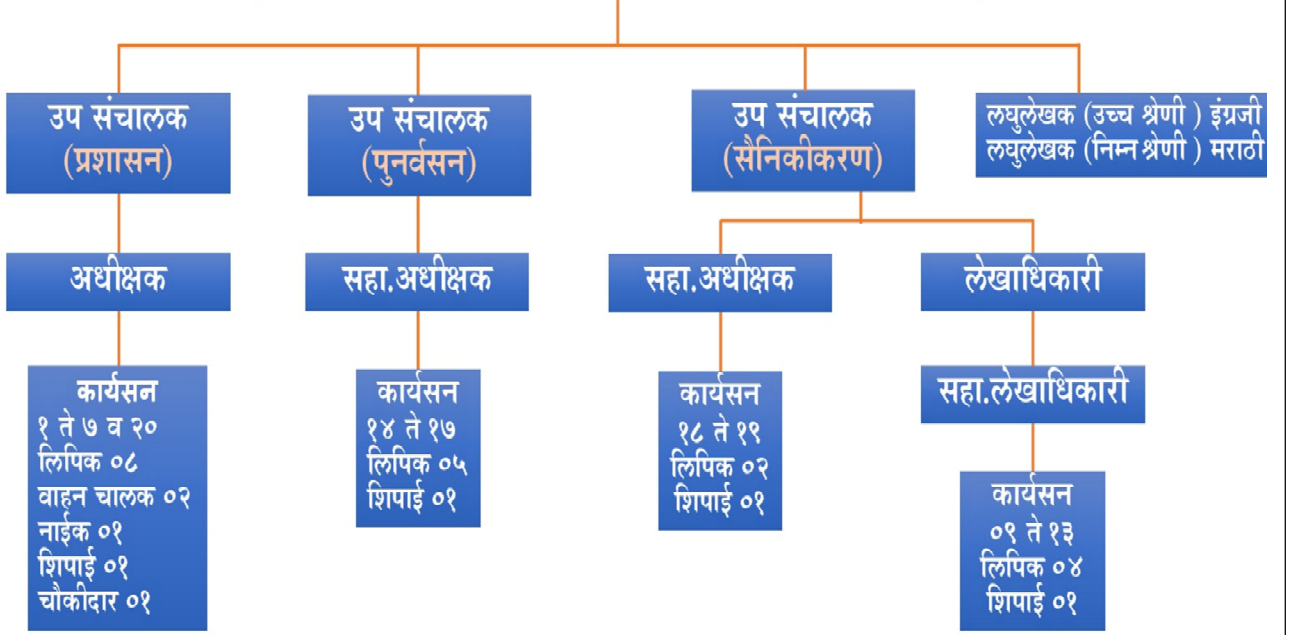 उप संचालक
(प्रशासन)
उप संचालक
(पुनर्वसन)
उप संचालक
(सैनिकीकरण)
लघुलेखक (उच्च श्रेणी ) इंग्रजी
लघुलेखक (निम्न श्रेणी ) मराठी
अधीक्षक
सहा.अधीक्षक
सहा.अधीक्षक
लेखाधिकारी
कार्यसन
१ ते ७ व २०
लिपिक ०८
वाहन चालक ०२
नाईक ०१
शिपाई ०१
चौकीदार ०१
कार्यसन
१४ ते १७
लिपिक ०५
शिपाई ०१
कार्यसन
१८ ते १९
लिपिक ०२
शिपाई ०१
सहा.लेखाधिकारी
कार्यसन
०९ ते १३
लिपिक ०४
शिपाई ०१